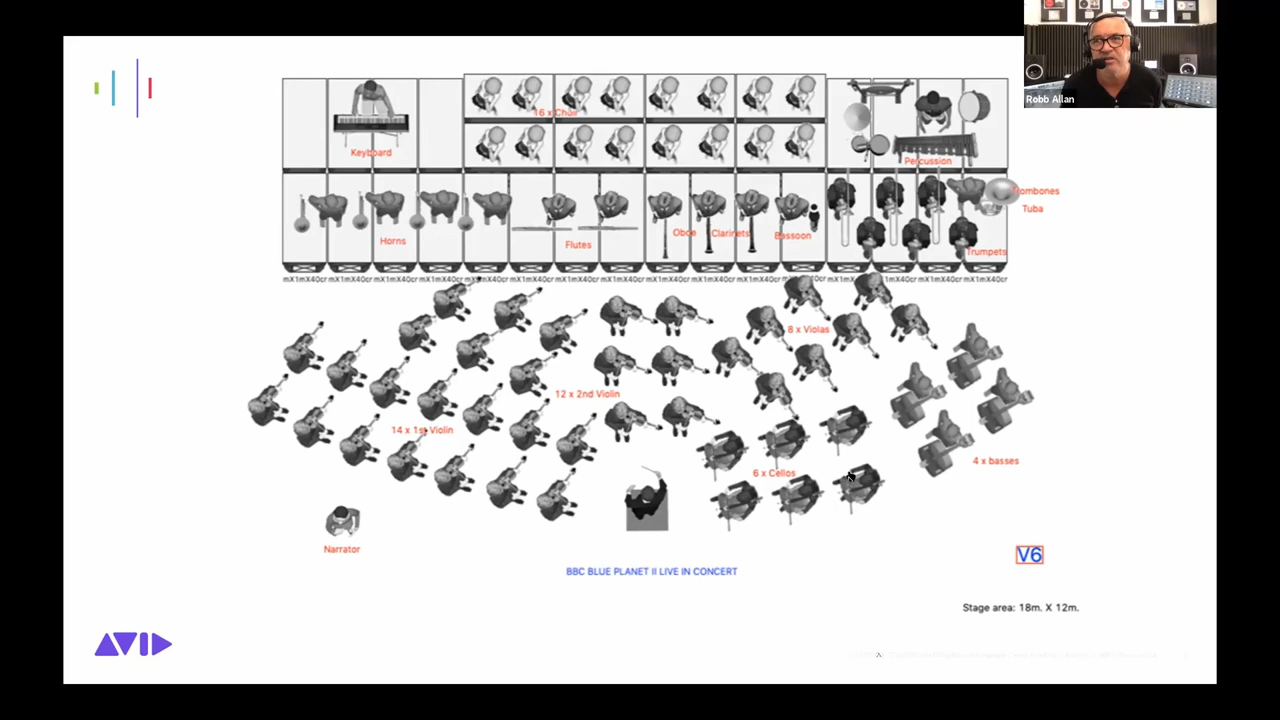 Robb Allan
16 x Choir
Keyboard
Percussion
Trombones
Tuba
Horns
Flutes
Oboe
Clarinets
Bassoon
Trumpets
8 x Violas
12 x 2nd Violin
14 x 1st Violin
6 x Cellos
4 x basses
Narrator
V6
BBC BLUE PLANET II LIVE IN CONCERT
Stage area: 18m. X 12m.
AVID